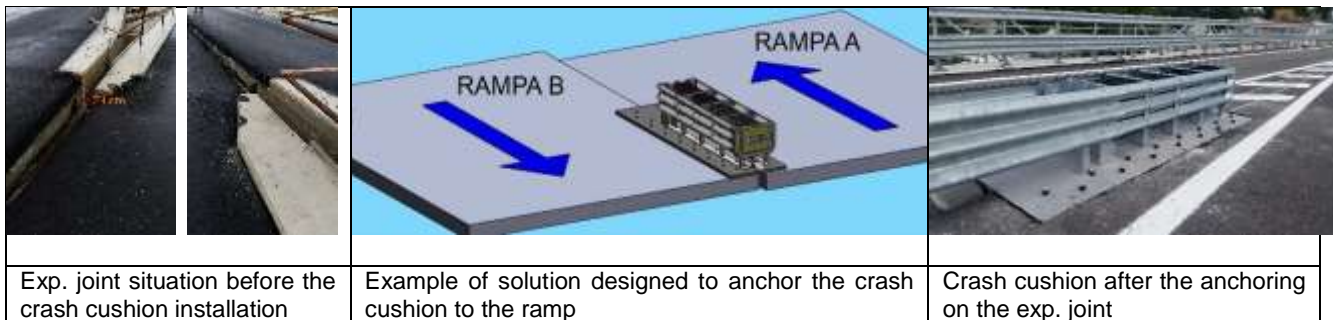 RAMPA A
RAMPA B
Exp. joint situation before the
crash cushion installation
Example of solution designed to anchor the crash
cushion to the ramp
Crash cushion after the anchoring
on the exp. joint